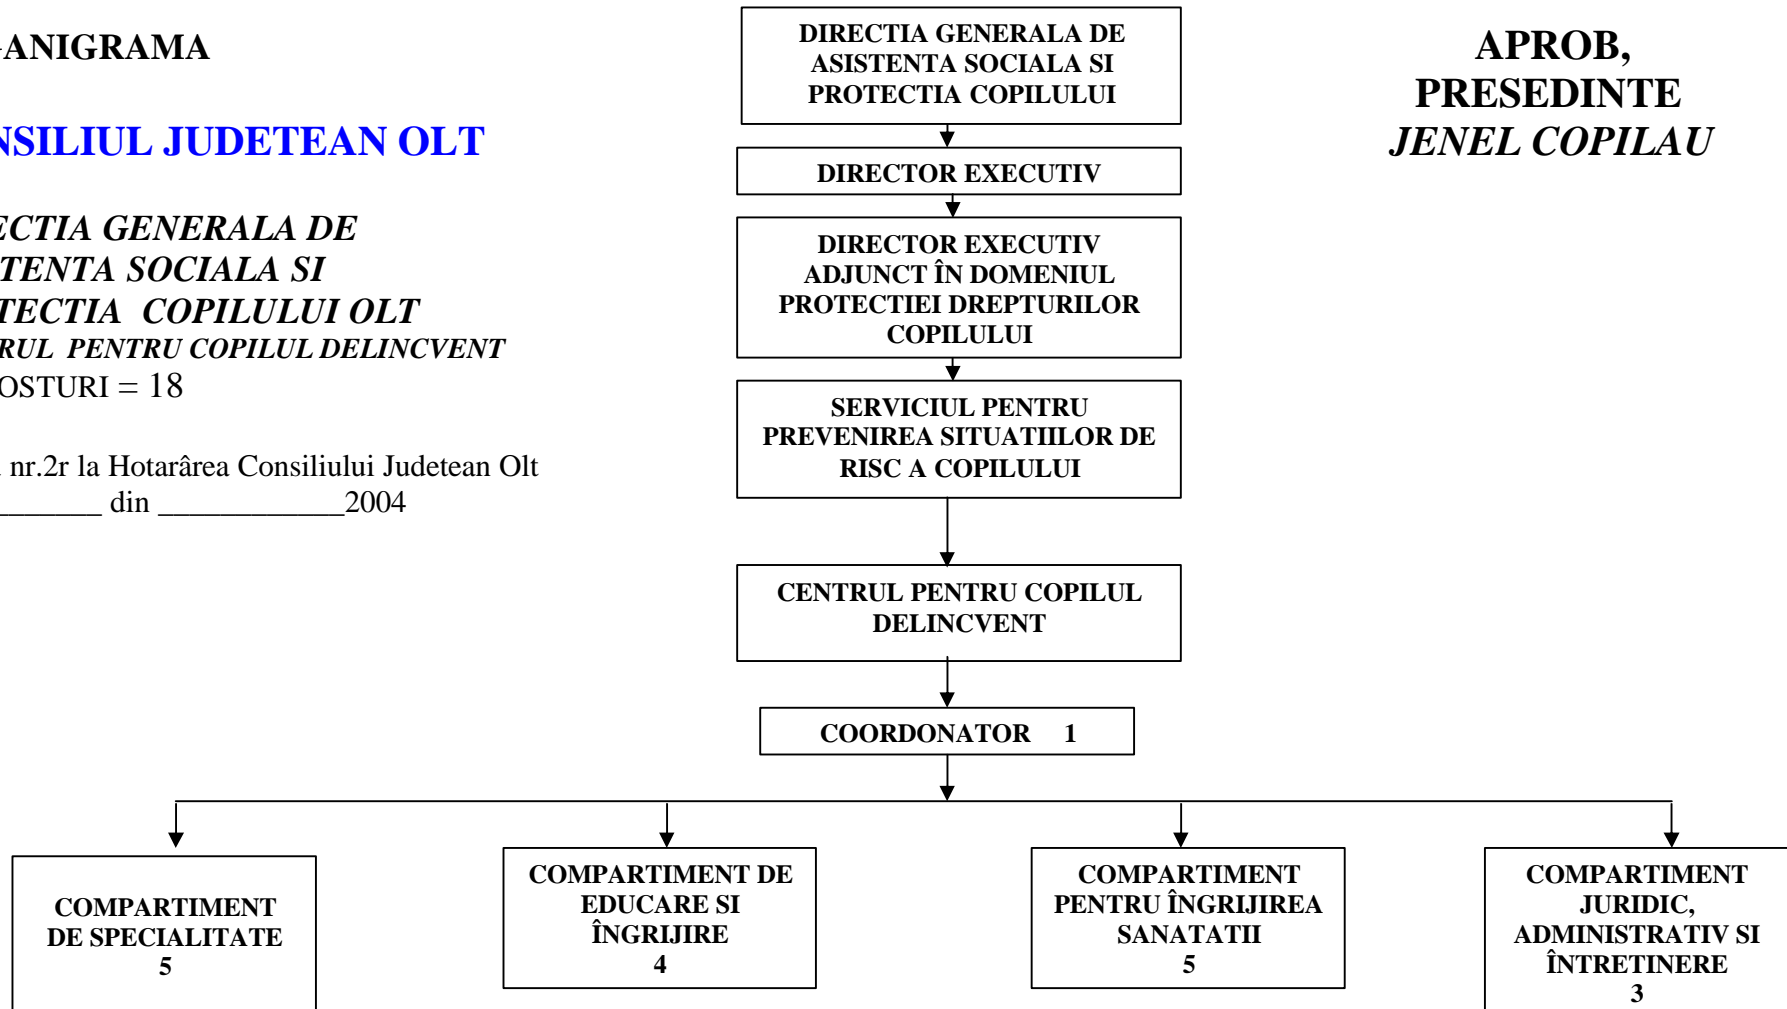 GANIGRAMA
NSILIUL JUDETEAN OLT
ECTIA GENERALA DE
TENTA SOCIALA SI
TECTIA COPILULUI OLT
RUL PENTRU COPILUL DELINCVENT
OSTURI = 18
nr.2r la Hotarârea Consiliului Judetean Olt
_______ din ____________2004
DIRECTIA GENERALA DE
ASISTENTA SOCIALA SI
PROTECTIA COPILULUI
APROB,
PRESEDINTE
JENEL COPILAU
DIRECTOR EXECUTIV
DIRECTOR EXECUTIV
ADJUNCT ÎN DOMENIUL
PROTECTIEI DREPTURILOR
COPILULUI
SERVICIUL PENTRU
PREVENIREA SITUATIILOR DE
RISC A COPILULUI
CENTRUL PENTRU COPILUL
DELINCVENT
COORDONATOR 1
COMPARTIMENT
DE SPECIALITATE
5
COMPARTIMENT DE
EDUCARE SI
ÎNGRIJIRE
4
COMPARTIMENT
PENTRU ÎNGRIJIREA
SANATATII
5
COMPARTIMENT
JURIDIC,
ADMINISTRATIV SI
ÎNTRETINERE
3